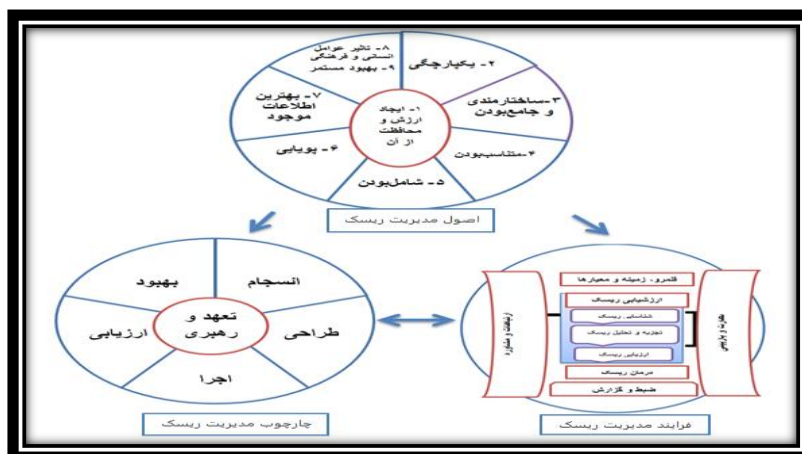 ۸- تاثیر عوامل
انسانی و فرهنگی
۹- بهبود مستمر
۲- یکپارچگی
۳- ساختارمندی
و جامع‌بودن
۴- متناسب‌بودن
۵- شامل‌بودن
۶- پویایی
۷- بهترین
اطلاعات
موجود
۱- ایجاد
ارزش و
محافظت
از آن
اصول مدیریت ریسک
انسجام
طراحی
اجرا
ارزیابی
بهبود
تعهد و
رهبری
چارچوب مدیریت ریسک
قلمرو، زمینه و معیارها
ارزشیابی ریسک
شناسایی ریسک
تجزیه و تحلیل ریسک
ارزیابی ریسک
درمان ریسک
ضبط و گزارش
ارتباطات و مشاوره
فرایند مدیریت ریسک